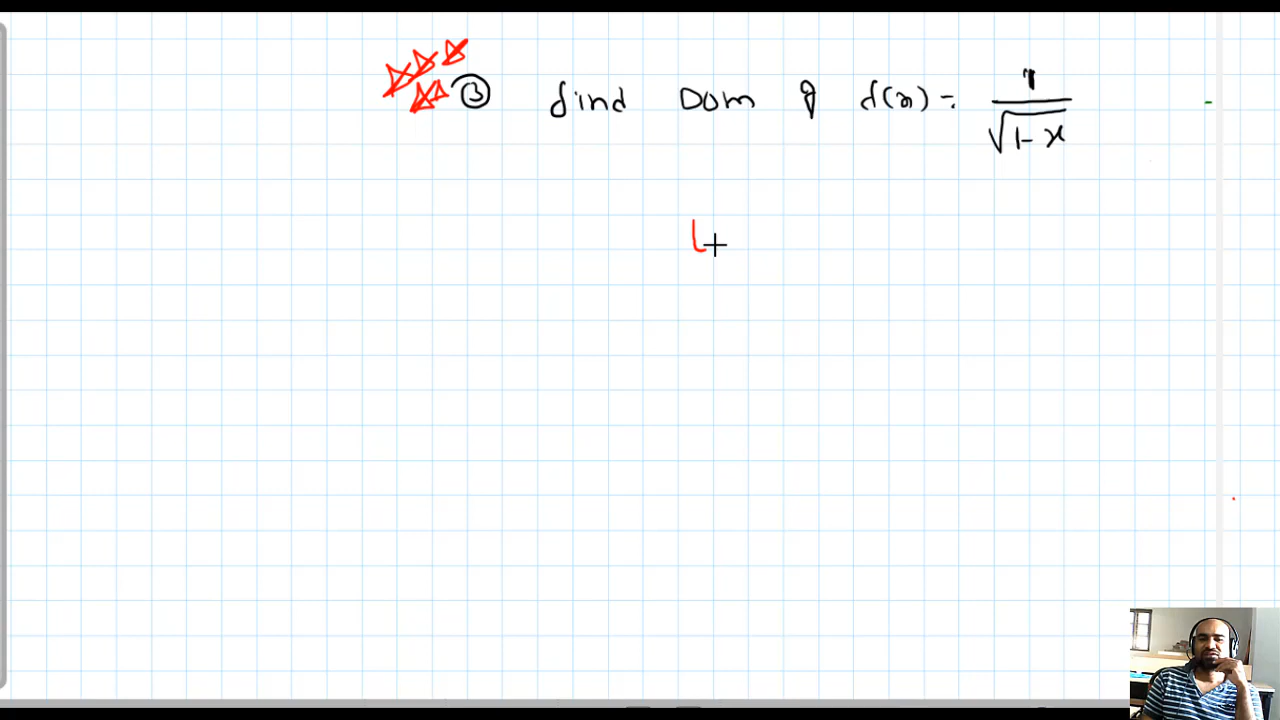 ③ find Dom of f(x) = 1/√(1-x)
L